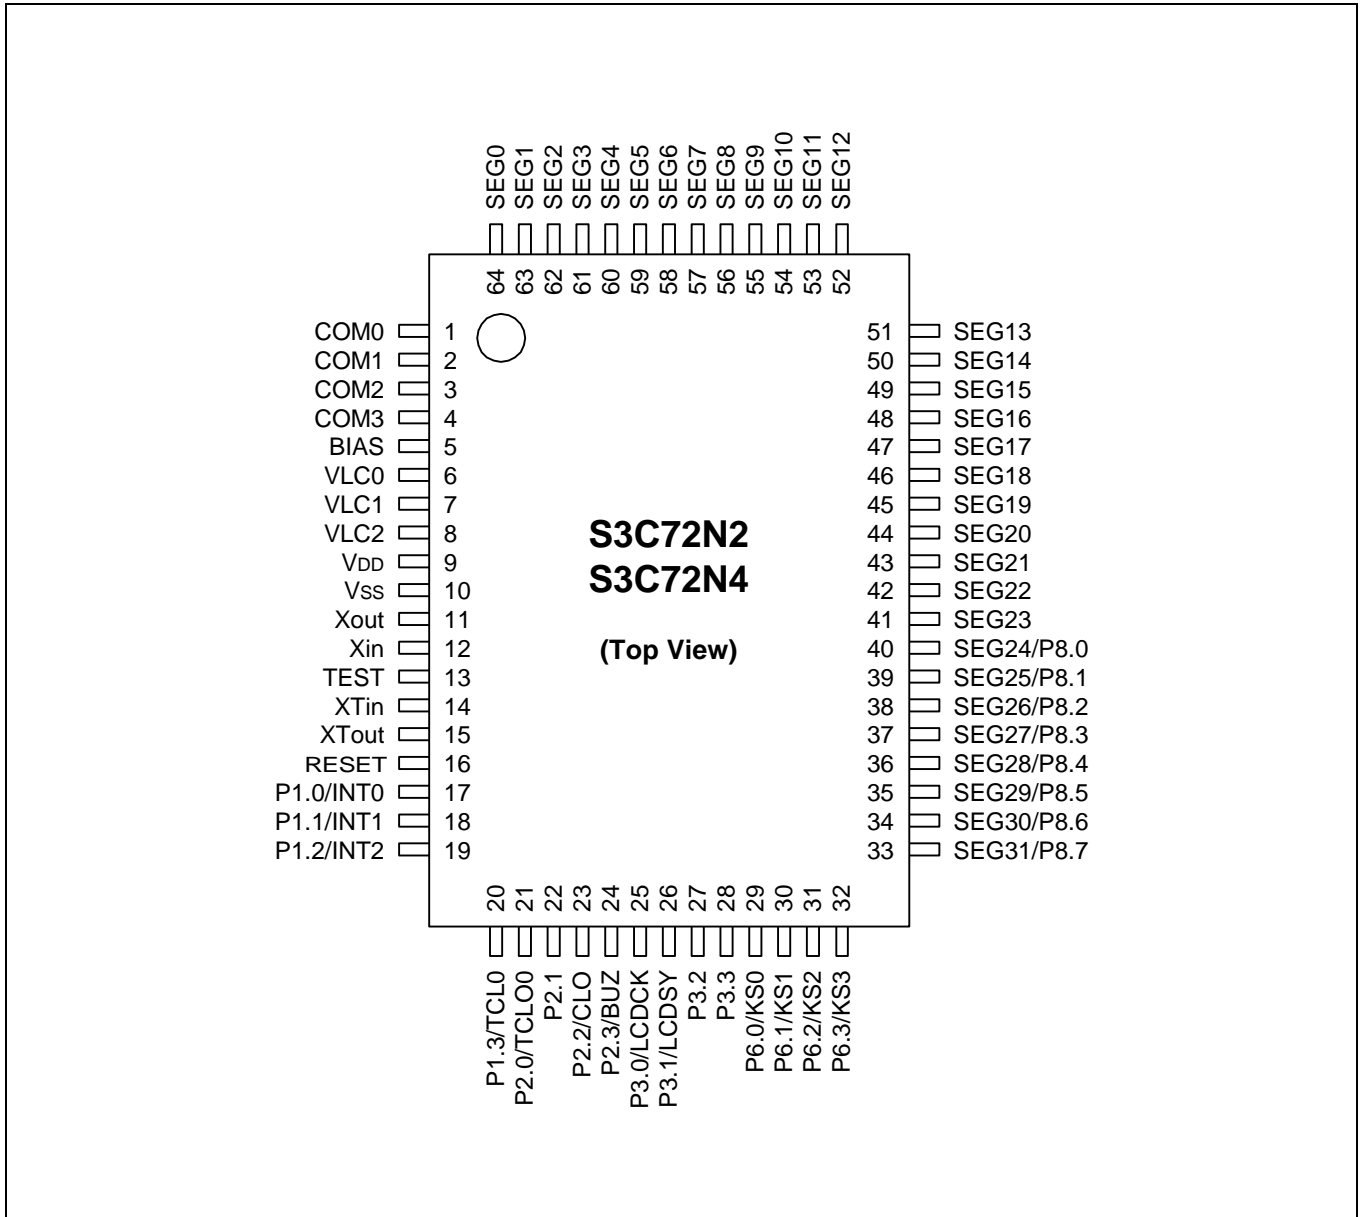 SEG0 SEG1 SEG2 SEG3 SEG4 SEG5 SEG6 SEG7 SEG8 SEG9 SEG10 SEG11 SEG12
64 63 62 61 60 59 58 57 56 55 54 53 52
COM0 1 51 SEG13
COM1 2 50 SEG14
COM2 3 49 SEG15
COM3 4 48 SEG16
BIAS 5 47 SEG17
VLC0 6 46 SEG18
VLC1 7 45 SEG19
VLC2 8 44 SEG20
VDD 9 43 SEG21
VSS 10 42 SEG22
Xout 11 41 SEG23
Xin 12 40 SEG24/P8.0
TEST 13 39 SEG25/P8.1
XTin 14 38 SEG26/P8.2
XTout 15 37 SEG27/P8.3
RESET 16 36 SEG28/P8.4
P1.0/INT0 17 35 SEG29/P8.5
P1.1/INT1 18 34 SEG30/P8.6
P1.2/INT2 19 33 SEG31/P8.7
S3C72N2
S3C72N4
(Top View)
20 21 22 23 24 25 26 27 28 29 30 31 32
P1.3/TCL0 P2.0/TCLO0 P2.1 P2.2/CLO P2.3/BUZ P3.0/LCDCK P3.1/LCDSY P3.2 P3.3 P6.0/KS0 P6.1/KS1 P6.2/KS2 P6.3/KS3